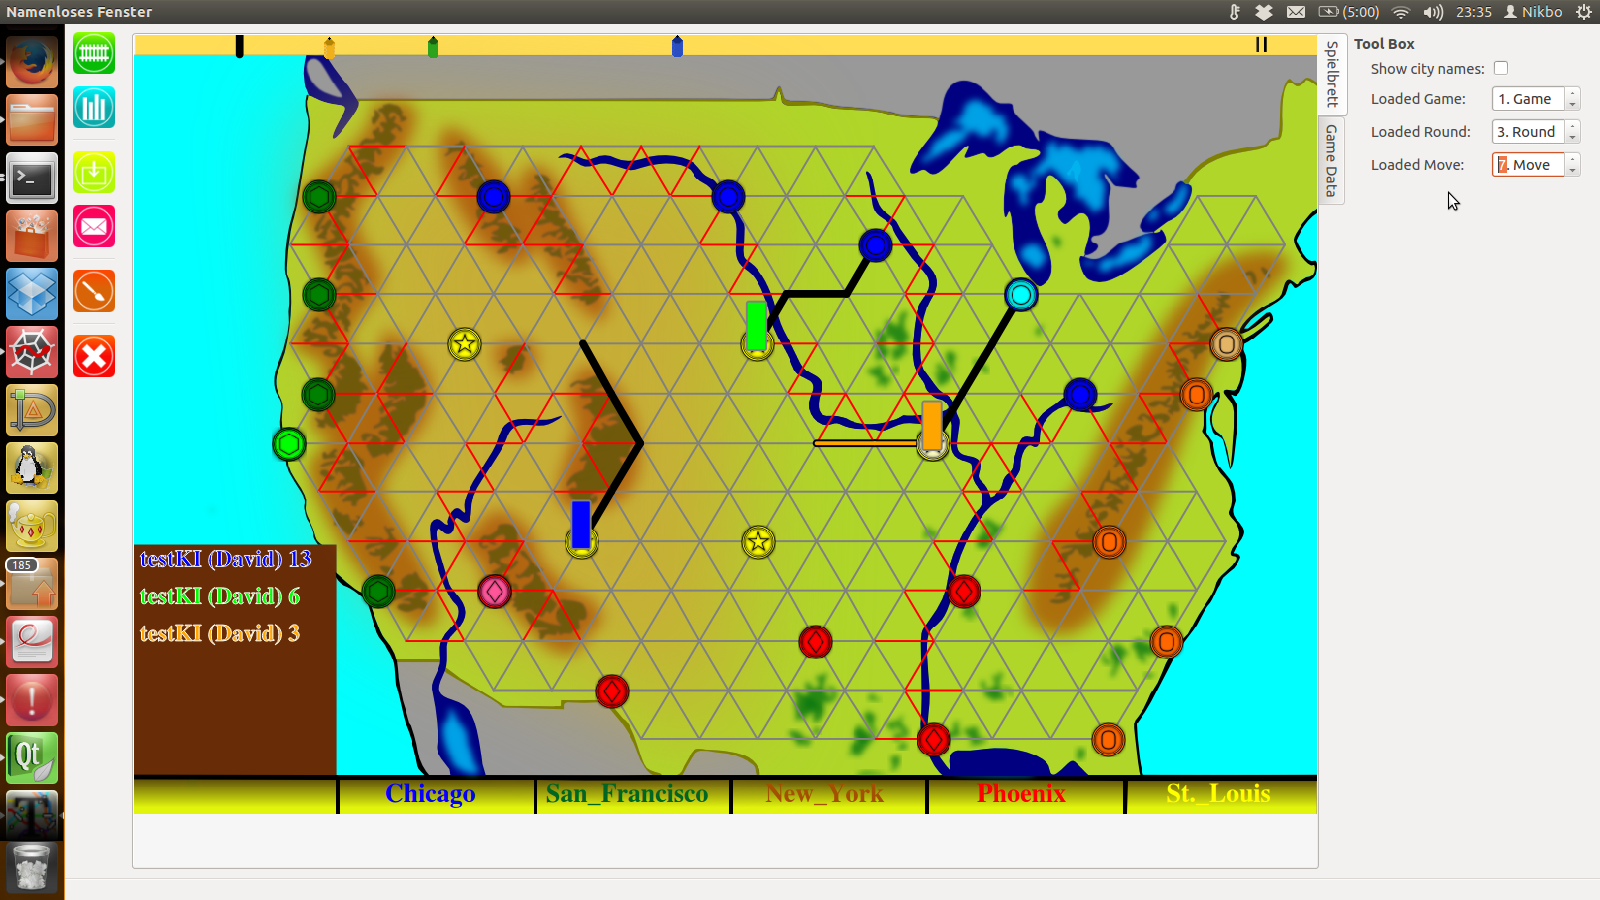 Namenloses Fenster
(5:00)
23:35
Nikbo
Spielbrett
Game Data
Tool Box
Show city names:
Loaded Game: 1. Game
Loaded Round: 3. Round
Loaded Move: 7. Move
185
Qt
testKI (David) 13
testKI (David) 6
testKI (David) 3
Chicago
San_Francisco
New_York
Phoenix
St._Louis